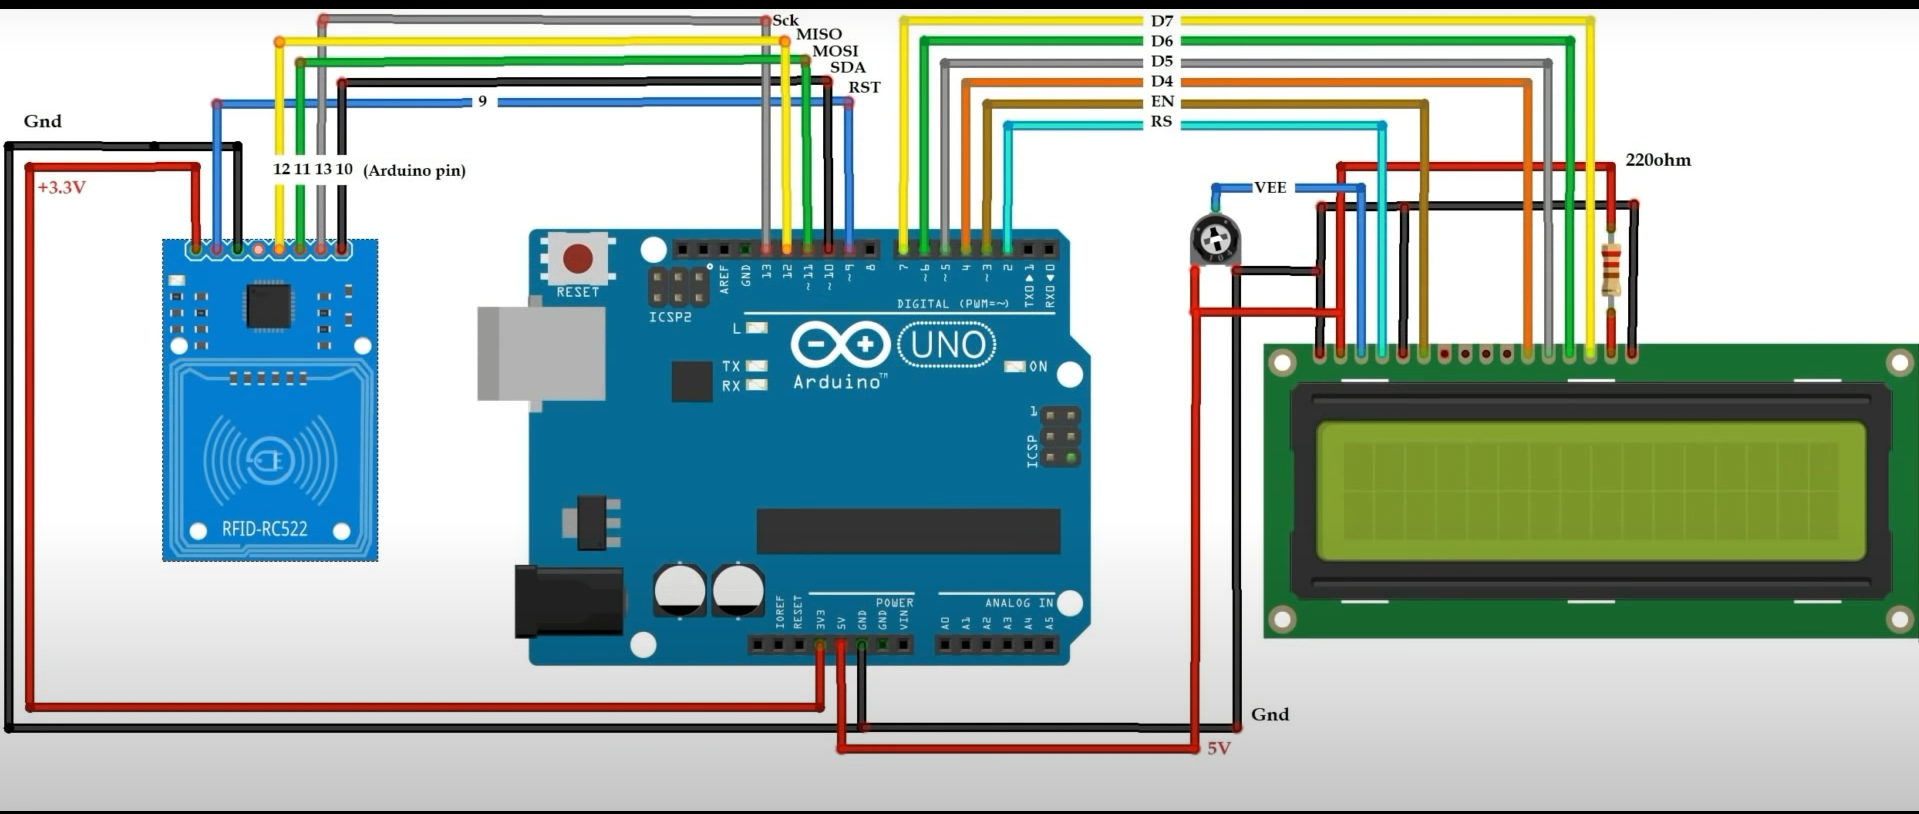 Sck
MISO
MOSI
SDA
RST
9
D7
D6
D5
D4
EN
RS
Gnd
+3.3V
12 11 13 10 (Arduino pin)
220ohm
VEE
RESET
ICSP2
AREF
GND
13
12
~11
~10
~9
8
7
~6
~5
4
~3
2
TXD▶1
RXD◀0
DIGITAL (PWM=~)
L
TX
RX
UNO
Arduino™
ON
1
ICSP
RFID-RC522
POWER
ANALOG IN
IOREF
RESET
3V3
5V
GND
GND
VIN
A0
A1
A2
A3
A4
A5
Gnd
5V